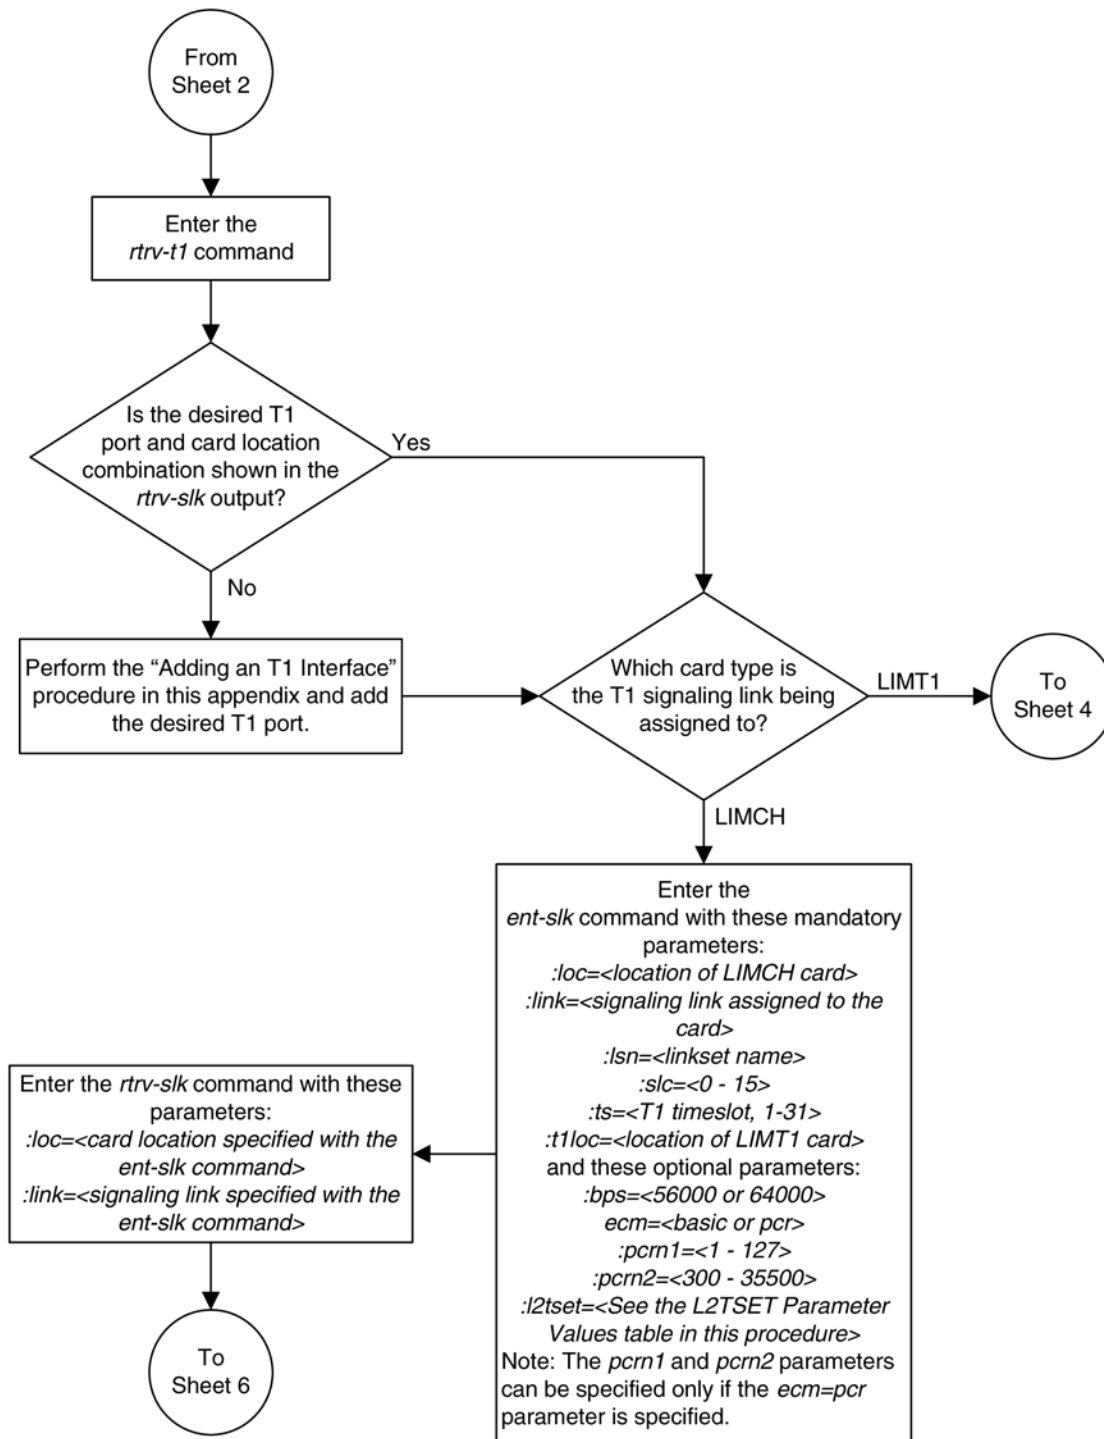 From
Sheet 2
Enter the
rtrv-t1 command
Is the desired T1
port and card location
combination shown in the
rtrv-slk output?
Yes
No
Perform the “Adding an T1 Interface”
procedure in this appendix and add
the desired T1 port.
Which card type is
the T1 signaling link being
assigned to?
LIMT1
To
Sheet 4
LIMCH
Enter the
ent-slk command with these mandatory
parameters:
:loc=<location of LIMCH card>
:link=<signaling link assigned to the
card>
:lsn=<linkset name>
:slc=<0 - 15>
:ts=<T1 timeslot, 1-31>
:t1loc=<location of LIMT1 card>
and these optional parameters:
:bps=<56000 or 64000>
ecm=<basic or pcr>
:pcrn1=<1 - 127>
:pcrn2=<300 - 35500>
:l2tset=<See the L2TSET Parameter
Values table in this procedure>
Note: The pcrn1 and pcrn2 parameters
can be specified only if the ecm=pcr
parameter is specified.
Enter the rtrv-slk command with these
parameters:
:loc=<card location specified with the
ent-slk command>
:link=<signaling link specified with the
ent-slk command>
To
Sheet 6